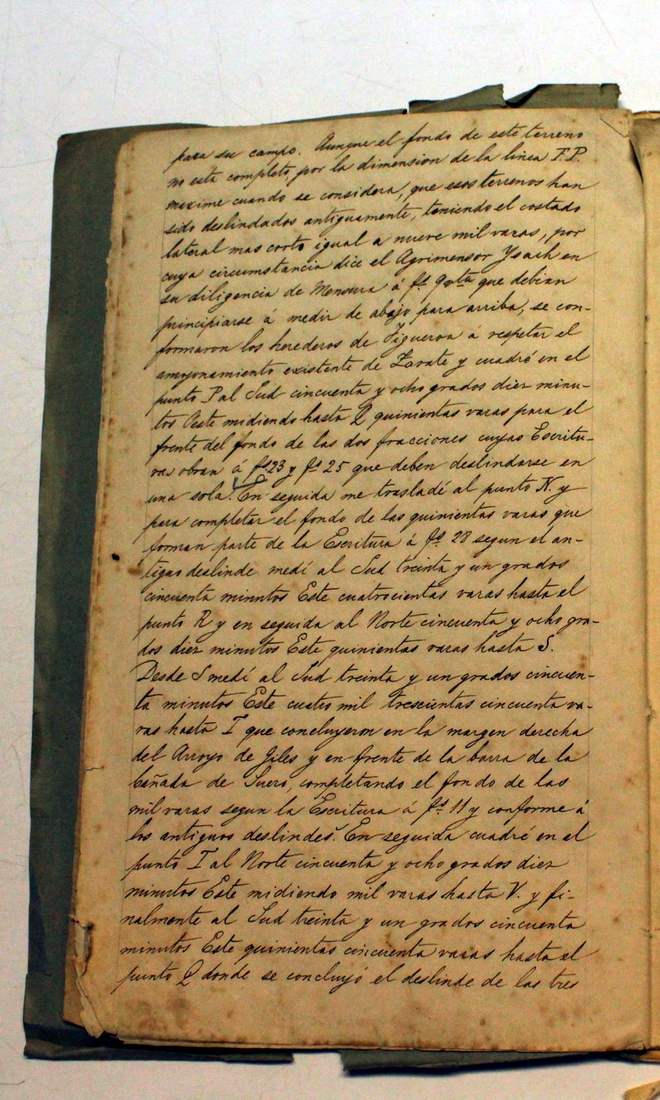 para su campo. Aunque el fondo de este terreno
no está completo, por la dimension de la linea F.P.
maxime cuando se considera, que esos terrenos han
sido deslindados antiguamente, teniendo el costado
lateral mas corto igual a nueve mil varas, por
cuya circumstancia dice el Agrimensor Ysach en
su diligencia de Mensura á fs. que debian
principiarse á medir de abajo para arriba, se con-
formaron los herederos de Figueroa á respetar el
amojonamiento existente de Zarate y cuadré en el
punto P al Sud cincuenta y ocho grados diez minu-
tos Oeste midiendo hasta Q quinientas varas para el
frente del fondo de las dos fracciones cuyas Escritu-
ras obran á fs 23 y fs 25 que deben deslindarse en
una sola. En seguida me trasladé al punto N. y
para completar el fondo de las quinientas varas que
forman parte de la Escritura á fs. 28 segun el an-
tiguo deslinde medí al Sud treinta y un grados
cincuenta minutos Este cuatrocientas varas hasta el
punto R y en seguida al Norte cincuenta y ocho gra-
dos diez minutos Este quinientas varas hasta S.
Desde S medí al Sud treinta y un grados cincuen-
ta minutos Este cuatro mil trescientas cincuenta va-
ras hasta T que concluyeron en la margen derecha
del Arroyo de Giles y en frente de la barra de la
Cañada de Suero, completando el fondo de las
mil varas segun la Escritura á fs. 11 y conforme á
los antiguos deslindes. En seguida cuadré en el
punto T al Norte cincuenta y ocho grados diez
minutos Este midiendo mil varas hasta V. y fi-
nalmente al Sud treinta y un grados cincuenta
minutos Este quinientas cincuenta varas hasta el
punto Q donde se concluyó el deslinde de las tres